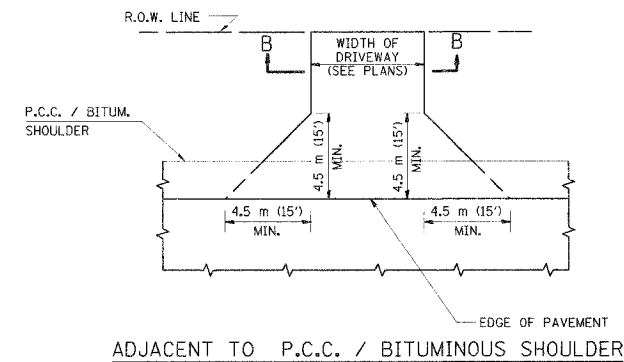 R.O.W. LINE
B
B
WIDTH OF
DRIVEWAY
(SEE PLANS)
P.C.C. / BITUM.
SHOULDER
4.5 m (15')
MIN.
4.5 m (15')
MIN.
4.5 m (15')
MIN.
4.5 m (15')
MIN.
EDGE OF PAVEMENT
ADJACENT TO P.C.C. / BITUMINOUS SHOULDER